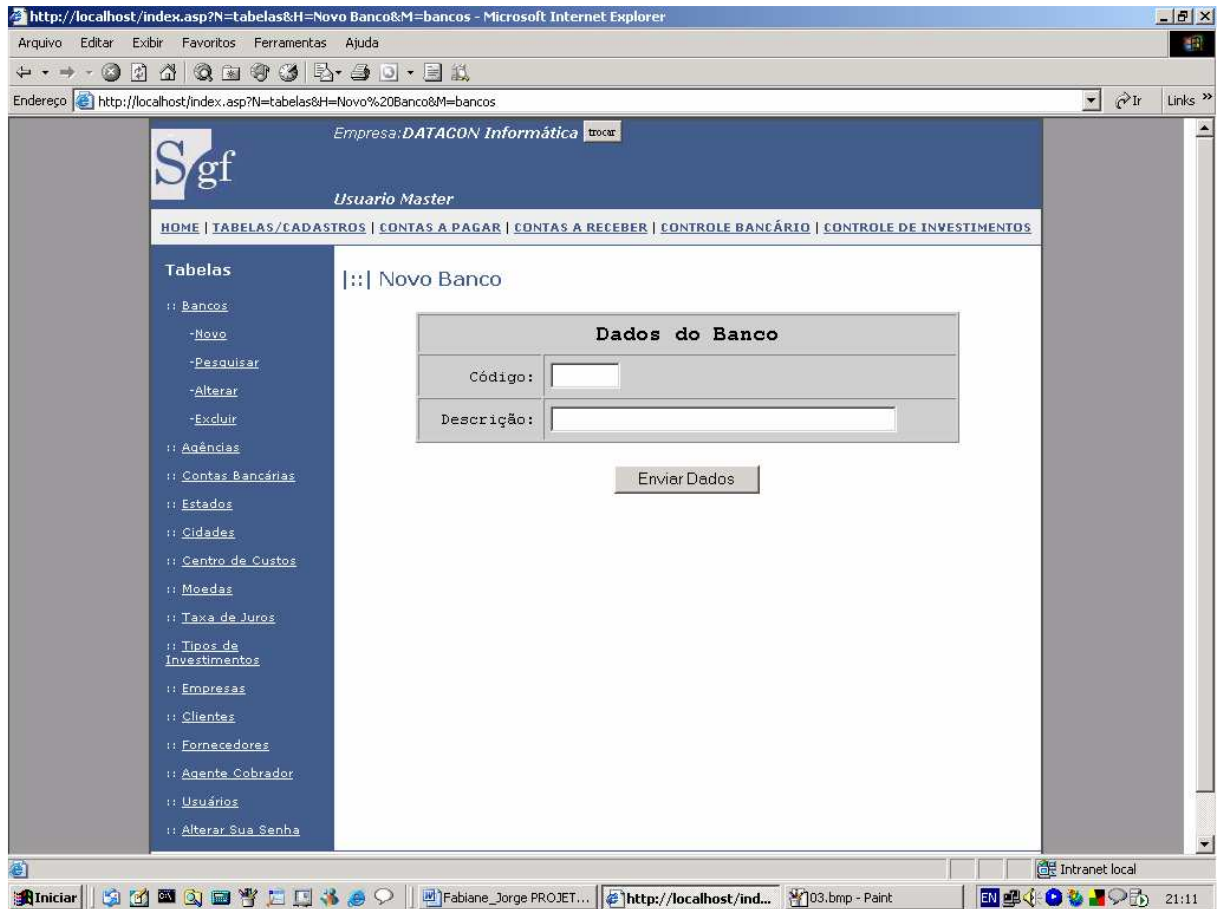 http://localhost/index.asp?N=tabelas&H=Novo Banco&M=bancos - Microsoft Internet Explorer
Arquivo Editar Exibir Favoritos Ferramentas Ajuda
Endereço http://localhost/index.asp?N=tabelas&H=Novo%20Banco&M=bancos Ir Links »
Sgf
Empresa:DATACON Informática trocar
Usuario Master
HOME | TABELAS/CADASTROS | CONTAS A PAGAR | CONTAS A RECEBER | CONTROLE BANCÁRIO | CONTROLE DE INVESTIMENTOS
Tabelas
:: Bancos
-Novo
-Pesquisar
-Alterar
-Excluir
:: Agências
:: Contas Bancárias
:: Estados
:: Cidades
:: Centro de Custos
:: Moedas
:: Taxa de Juros
:: Tipos de
Investimentos
:: Empresas
:: Clientes
:: Fornecedores
:: Agente Cobrador
:: Usuários
:: Alterar Sua Senha
|::| Novo Banco
Dados do Banco
Código:
Descrição:
Enviar Dados
Intranet local
Iniciar Fabiane_Jorge PROJET... http://localhost/ind... 03.bmp - Paint EN 21:11